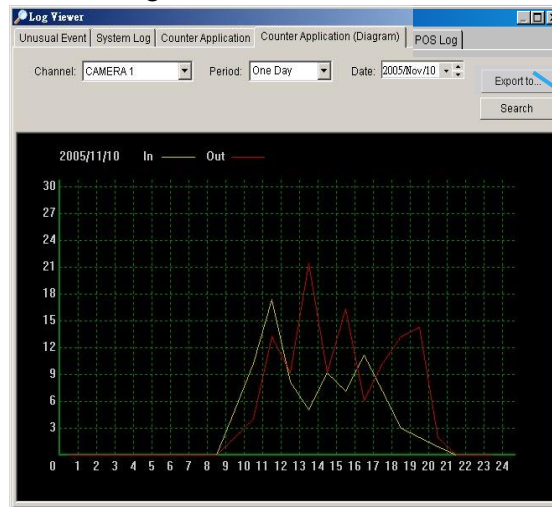 Log Viewer
Unusual Event System Log Counter Application Counter Application (Diagram) POS Log
Channel: CAMERA 1 Period: One Day Date: 2005/Nov/10
Export to...
Search
2005/11/10 In Out
30
27
24
21
18
15
12
9
6
3
0 1 2 3 4 5 6 7 8 9 10 11 12 13 14 15 16 17 18 19 20 21 22 23 24